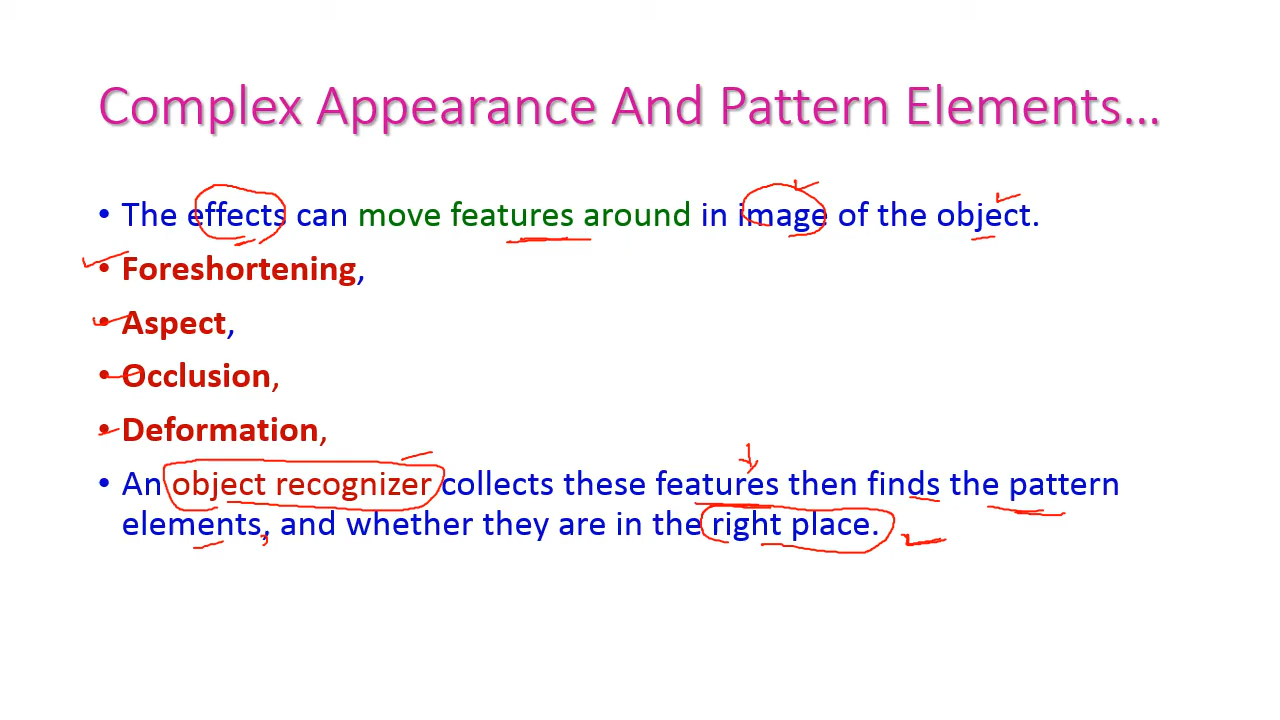 Complex Appearance And Pattern Elements...
• The effects can move features around in image of the object.
• Foreshortening,
• Aspect,
• Occlusion,
• Deformation,
• An object recognizer collects these features then finds the pattern
elements, and whether they are in the right place.